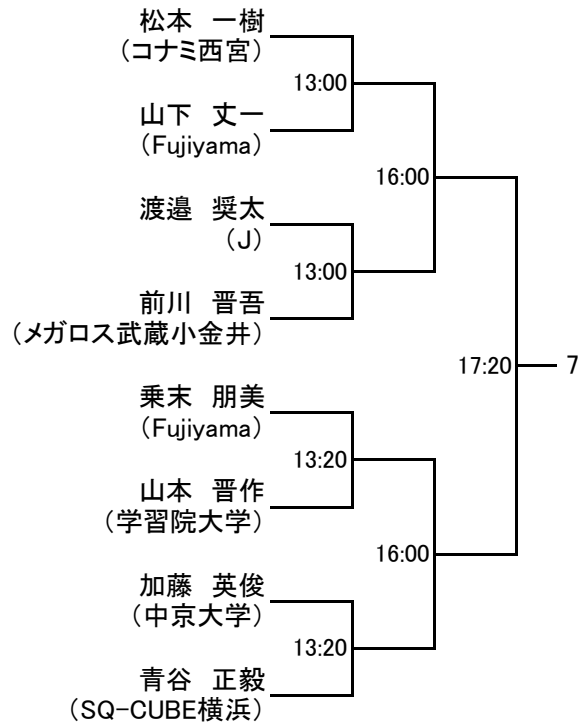 松本　一樹
（コナミ西宮）
13:00
山下　丈一
（Fujiyama）
16:00
渡邉　奨太
（J）
13:00
前川　晋吾
（メガロス武蔵小金井）
17:20
7
乗末　朋美
（Fujiyama）
13:20
山本　晋作
（学習院大学）
16:00
加藤　英俊
（中京大学）
13:20
青谷　正毅
（SQ-CUBE横浜）